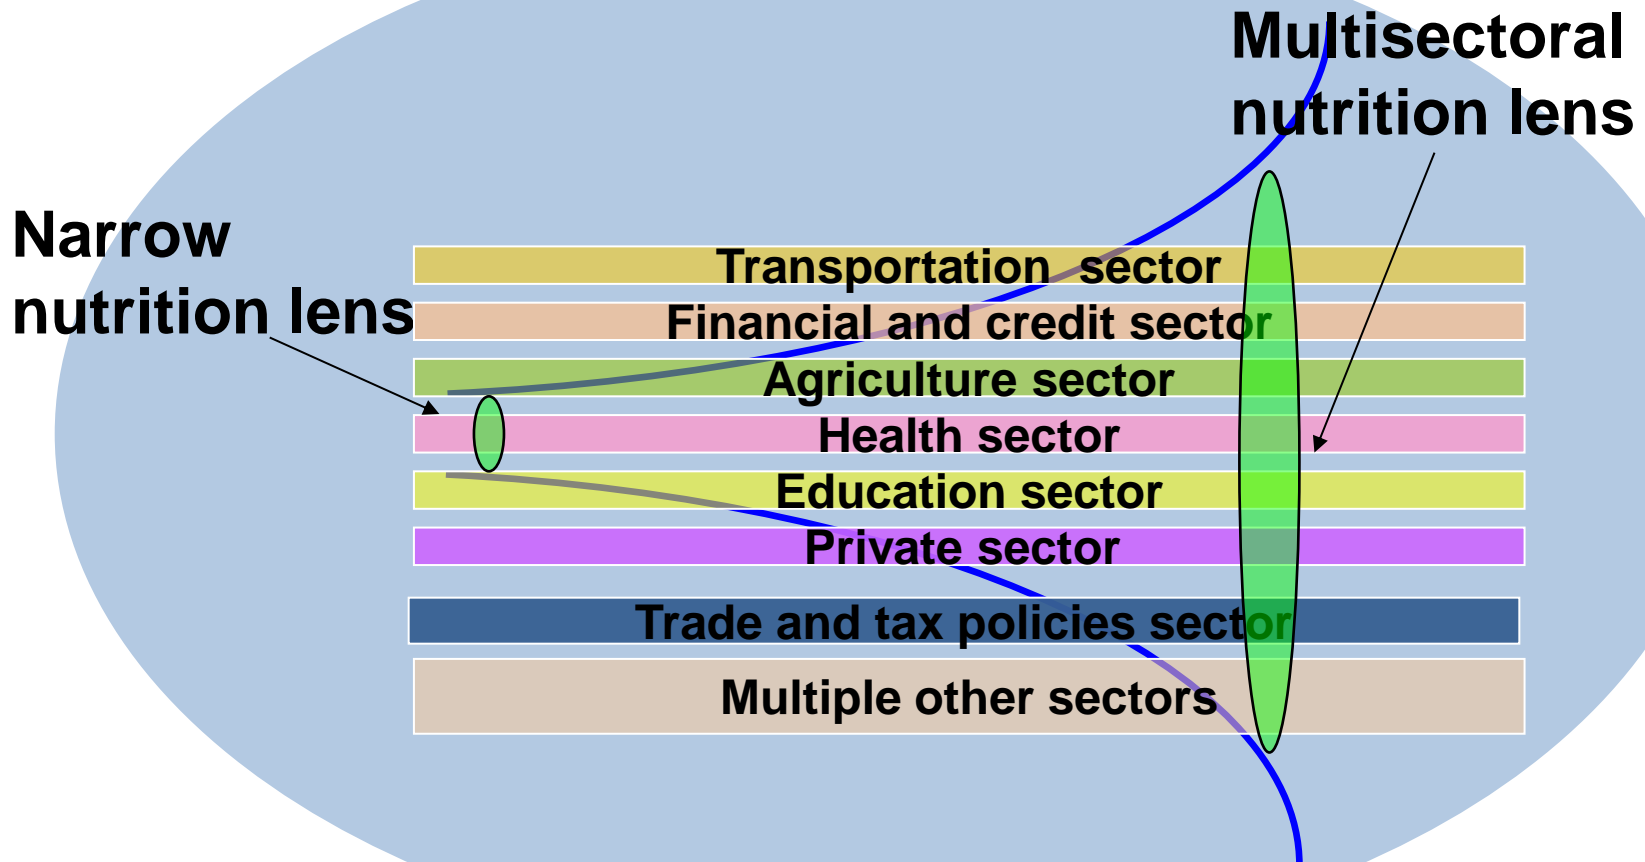 Multisectoral
nutrition lens
Narrow
nutrition lens
Transportation  sector
Financial and credit sector
Agriculture sector
Health sector
Education sector
Private sector
Trade and tax policies sector
Multiple other sectors